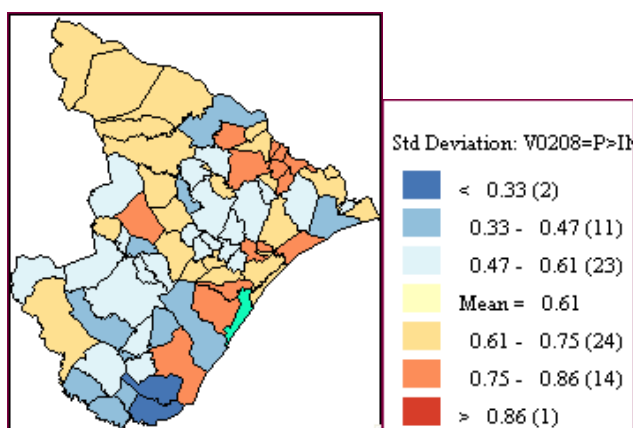 Std Deviation: V0208=P>IN
< 0.33 (2)
0.33 - 0.47 (11)
0.47 - 0.61 (23)
Mean = 0.61
0.61 - 0.75 (24)
0.75 - 0.86 (14)
> 0.86 (1)